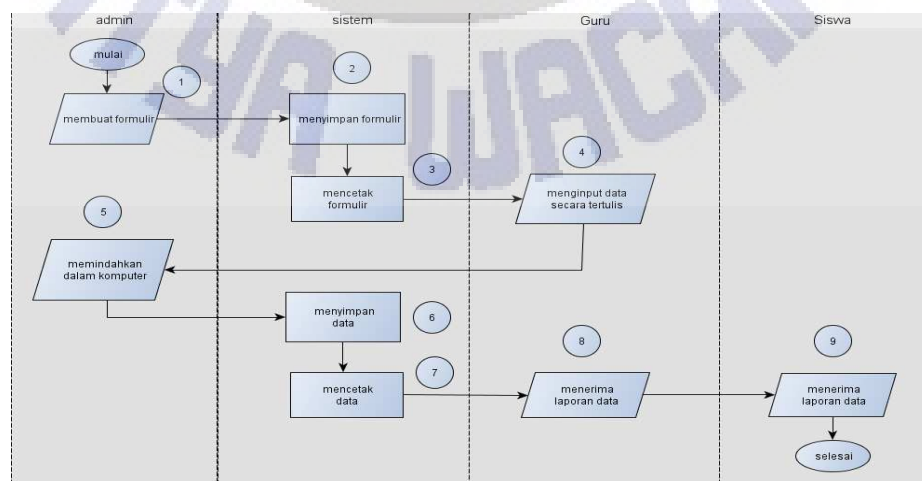 admin
sistem
Guru
Siswa
mulai
1
2
membuat formulir
menyimpan formulir
3
4
mencetak
formulir
menginput data
secara tertulis
5
memindahkan
dalam komputer
menyimpan
data
6
7
8
9
mencetak
data
menerima
laporan data
menerima
laporan data
selesai
WACA